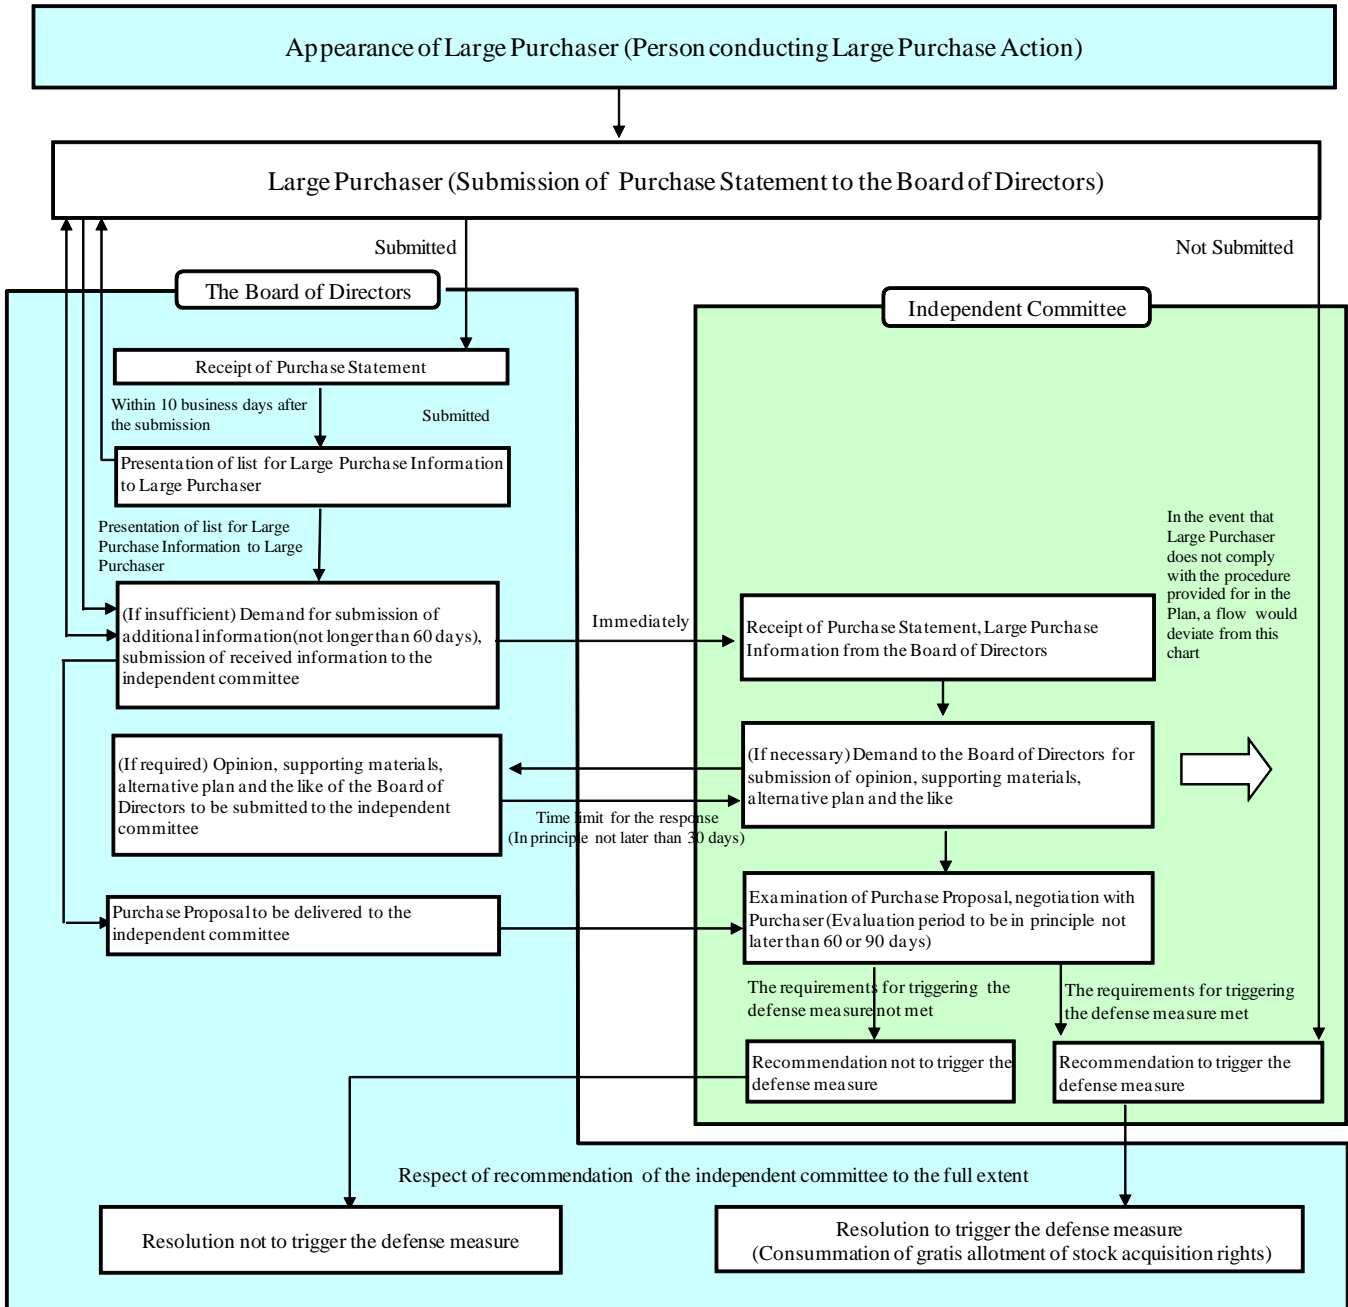 Appearance of Large Purchaser (Person conducting Large Purchase Action)
Large Purchaser (Submission of Purchase Statement to the Board of Directors)
Submitted
Not Submitted
The Board of Directors
Independent Committee
Receipt of Purchase Statement
Within 10 business days after
the submission
Submitted
Presentation of list for Large Purchase Information
to Large Purchaser
Presentation of list for Large
Purchase Information to Large
Purchaser
In the event that
Large Purchaser
does not comply
with the procedure
provided for in the
Plan, a flow would
deviate from this
chart
(If insufficient) Demand for submission of
additional information(not longer than 60 days),
submission of received information to the
independent committee
Immediately
Receipt of Purchase Statement, Large Purchase
Information from the Board of Directors
(If required) Opinion, supporting materials,
alternative plan and the like of the Board of
Directors to be submitted to the independent
committee
(If necessary) Demand to the Board of Directors for
submission of opinion, supporting materials,
alternative plan and the like
Time limit for the response
(In principle not later than 30 days)
Purchase Proposal to be delivered to the
independent committee
Examination of Purchase Proposal, negotiation with
Purchaser (Evaluation period to be in principle not
later than 60 or 90 days)
The requirements for triggering the
defense measure not met
The requirements for triggering
the defense measure met
Recommendation not to trigger the
defense measure
Recommendation to trigger the
defense measure
Respect of recommendation of the independent committee to the full extent
Resolution not to trigger the defense measure
Resolution to trigger the defense measure
(Consummation of gratis allotment of stock acquisition rights)